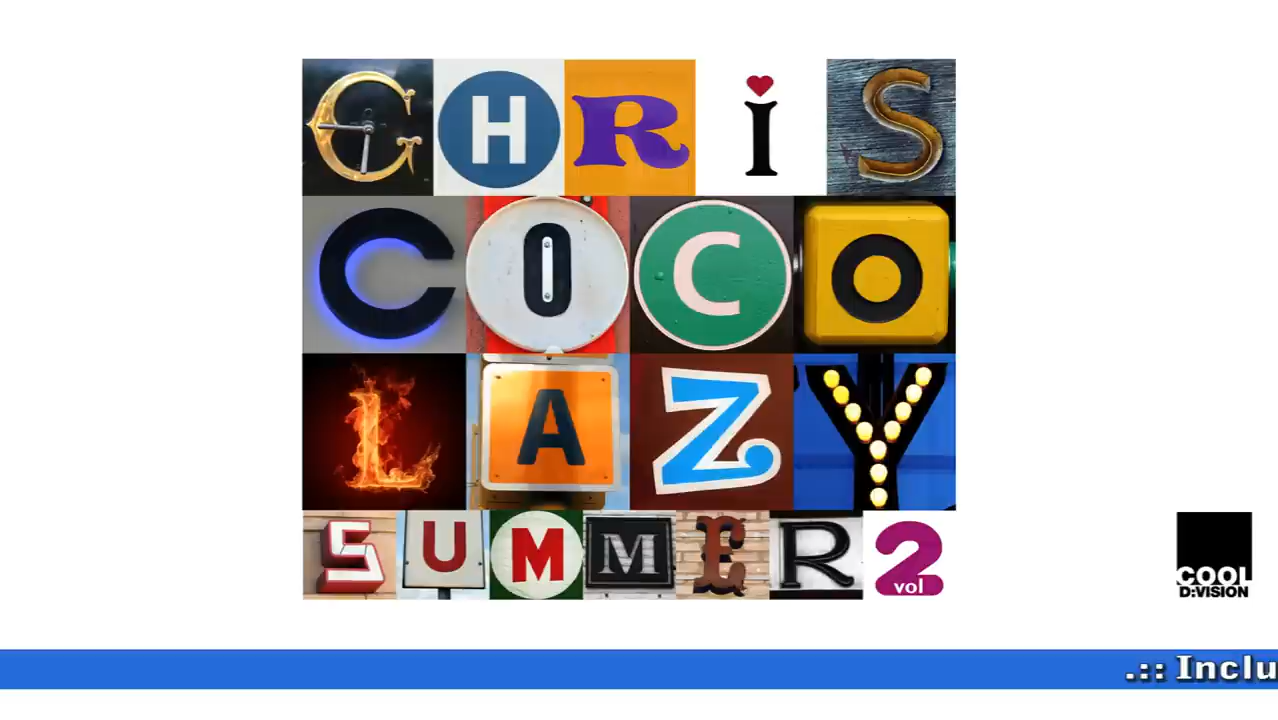 CHRiS
COCO
LAZY
SUMMER 2
vol
COOL
D:VISION
.:: Inclu